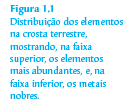 Figura 1.1
Distribuição dos elementos
na crosta terrestre,
mostrando, na faixa
superior, os elementos
mais abundantes, e, na
faixa inferior, os metais
nobres.